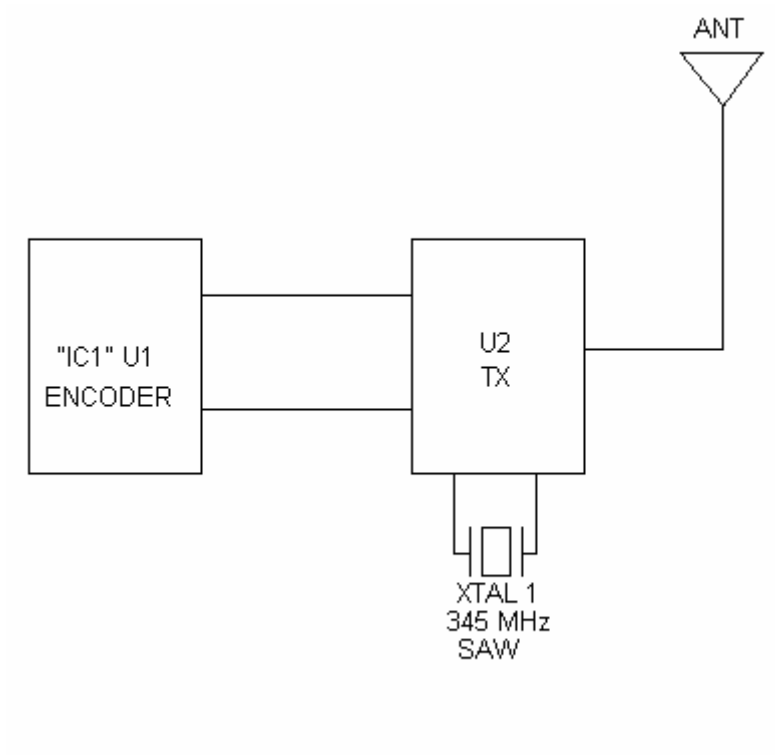 ANT
"IC1" U1
ENCODER
U2
TX
XTAL 1
345 MHz
SAW